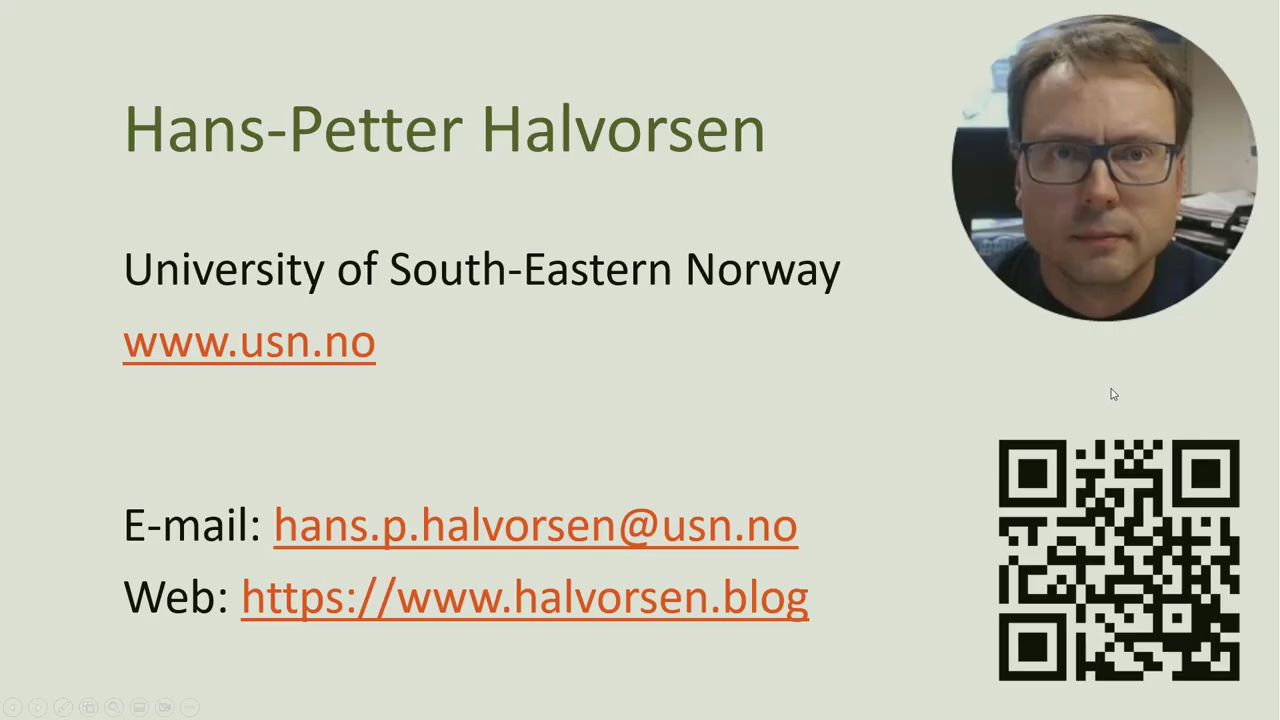 Hans-Petter Halvorsen
University of South-Eastern Norway
www.usn.no
E-mail: hans.p.halvorsen@usn.no
Web: https://www.halvorsen.blog